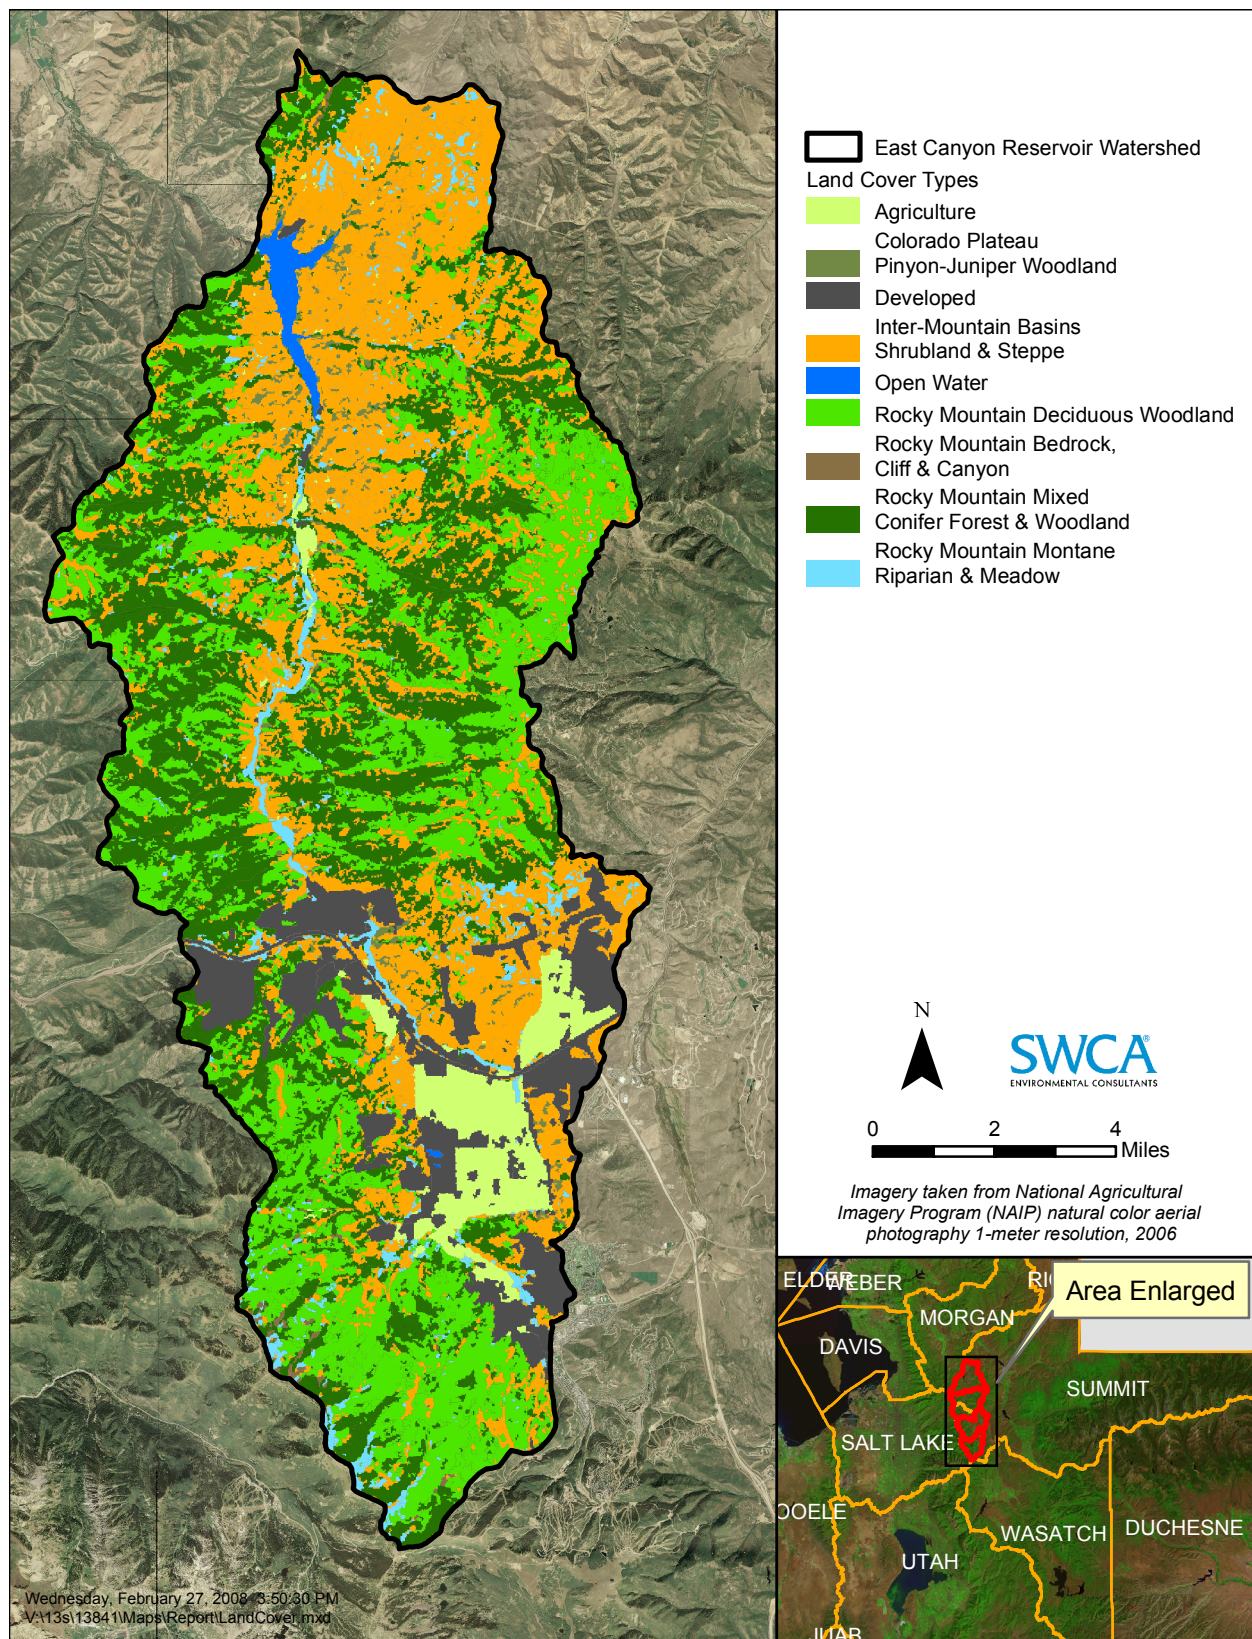 East Canyon Reservoir Watershed
Land Cover Types
Agriculture
Colorado Plateau
Pinyon-Juniper Woodland
Developed
Inter-Mountain Basins
Shrubland & Steppe
Open Water
Rocky Mountain Deciduous Woodland
Rocky Mountain Bedrock,
Cliff & Canyon
Rocky Mountain Mixed
Conifer Forest & Woodland
Rocky Mountain Montane
Riparian & Meadow
N
SWCA®
ENVIRONMENTAL CONSULTANTS
0 2 4
Miles
Imagery taken from National Agricultural
Imagery Program (NAIP) natural color aerial
photography 1-meter resolution, 2006
ELDER
WEBER
RI
Area Enlarged
MORGAN
DAVIS
SUMMIT
SALT LAKE
OOELE
WASATCH
DUCHESNE
UTAH
JUAB
Wednesday, February 27, 2008 3:50:30 PM
V:\13s\13841\Maps\Report\LandCover.mxd